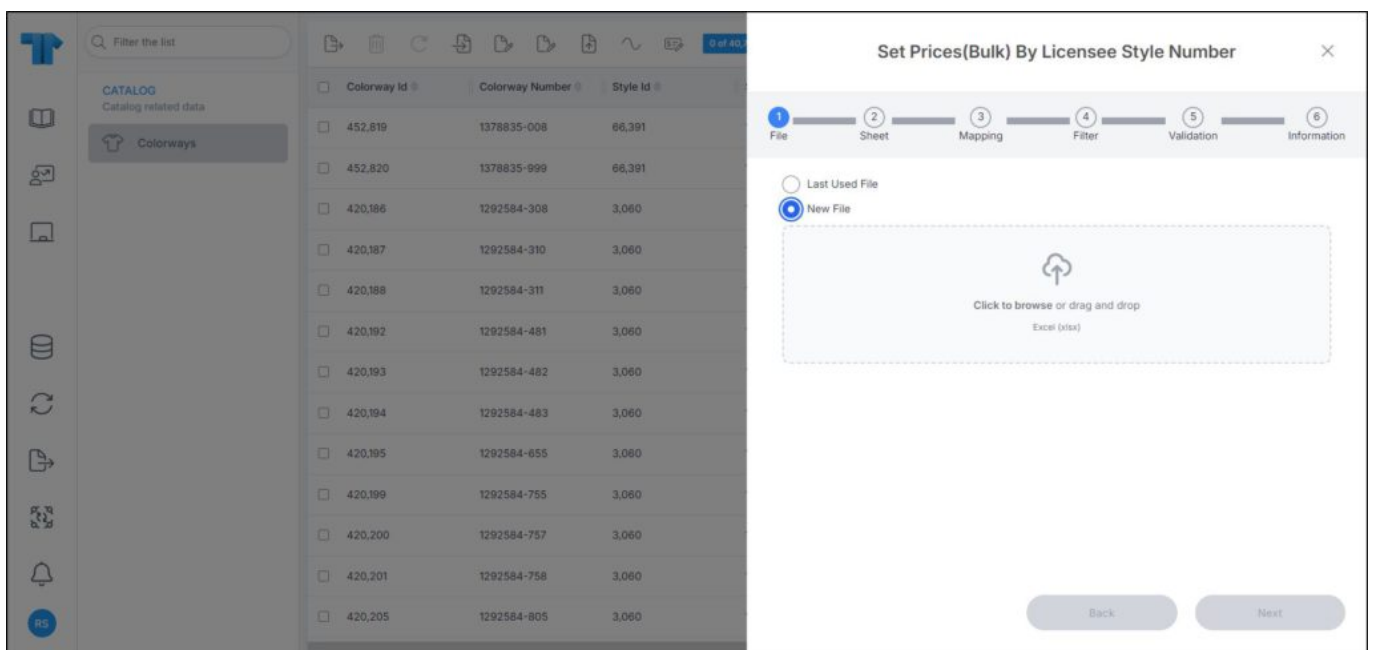 Filter the list
CATALOG
Catalog related data
Colorways
RS
0 of 40,
Colorway Id Colorway Number Style Id
452,819 1378835-008 66,391
452,820 1378835-999 66,391
420,186 1292584-308 3,060
420,187 1292584-310 3,060
420,188 1292584-311 3,060
420,192 1292584-481 3,060
420,193 1292584-482 3,060
420,194 1292584-483 3,060
420,195 1292584-655 3,060
420,199 1292584-755 3,060
420,200 1292584-757 3,060
420,201 1292584-758 3,060
420,205 1292584-805 3,060
Set Prices(Bulk) By Licensee Style Number
1 2 3 4 5 6
File Sheet Mapping Filter Validation Information
Last Used File
New File
Click to browse or drag and drop
Excel (xlsx)
Back Next